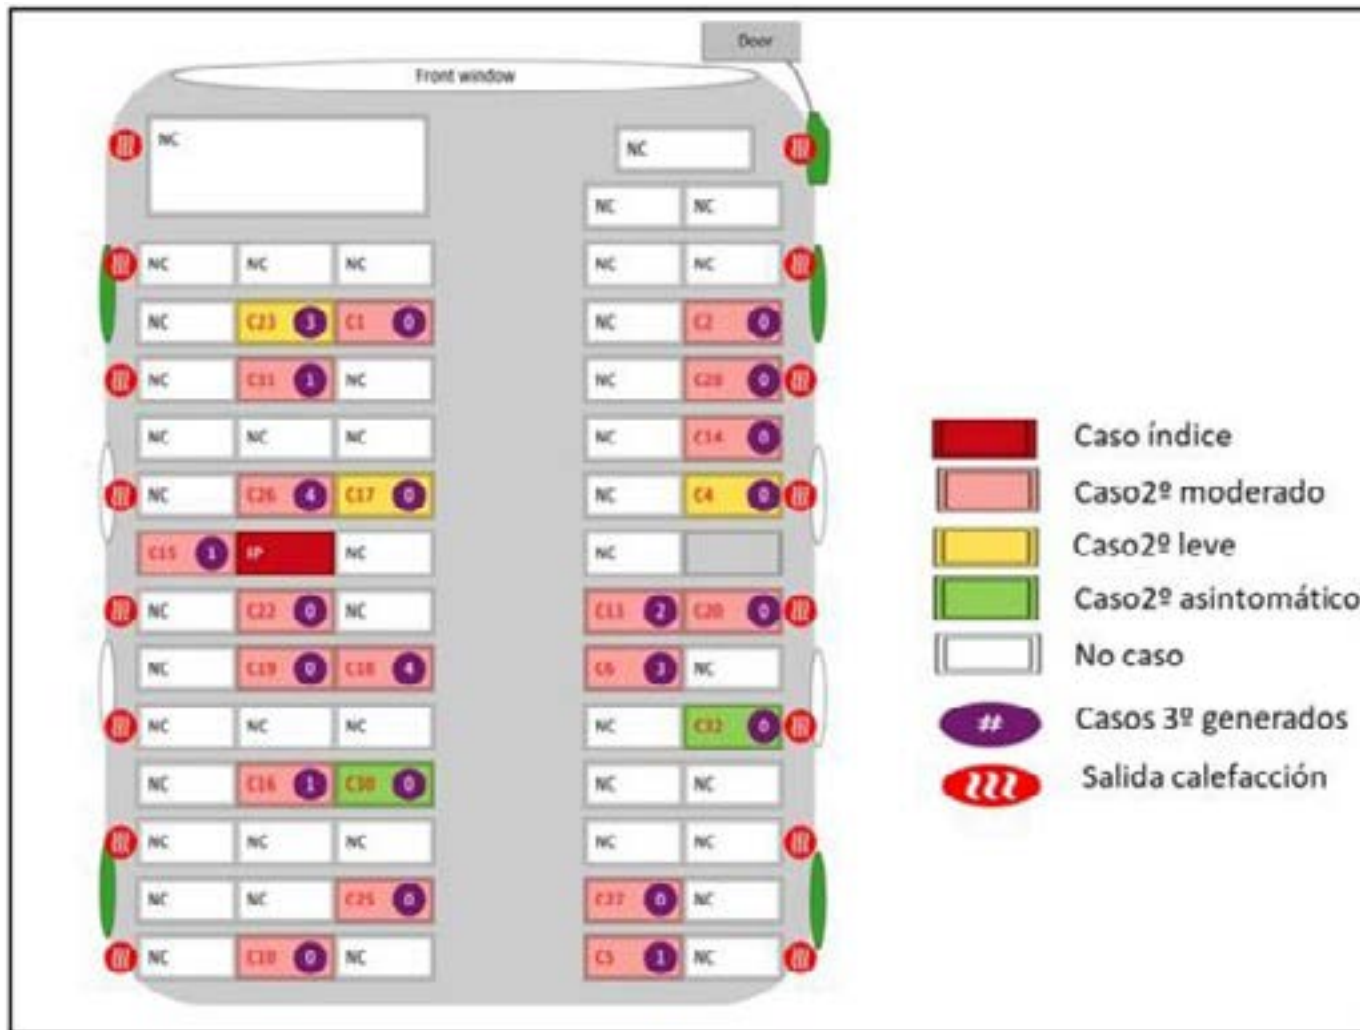 Door
Front window
NC NC
NC NC
NC NC NC NC NC
NC C23 3 C1 0 NC C2 0
NC C31 1 NC NC C28 0
NC NC NC NC C14 0
NC C26 4 C17 0 NC C4 0
C15 1 IP NC NC
NC C22 0 NC C13 2 C20 0
NC C19 0 C18 4 C6 3 NC
NC NC NC NC C32 0
NC C16 1 C30 0 NC NC
NC NC NC NC NC
NC NC C25 0 C27 0 NC
NC C10 0 NC C5 1 NC
Caso índice
Caso2º moderado
Caso2º leve
Caso2º asintomático
No caso
## Casos 3º generados
Salida calefacción